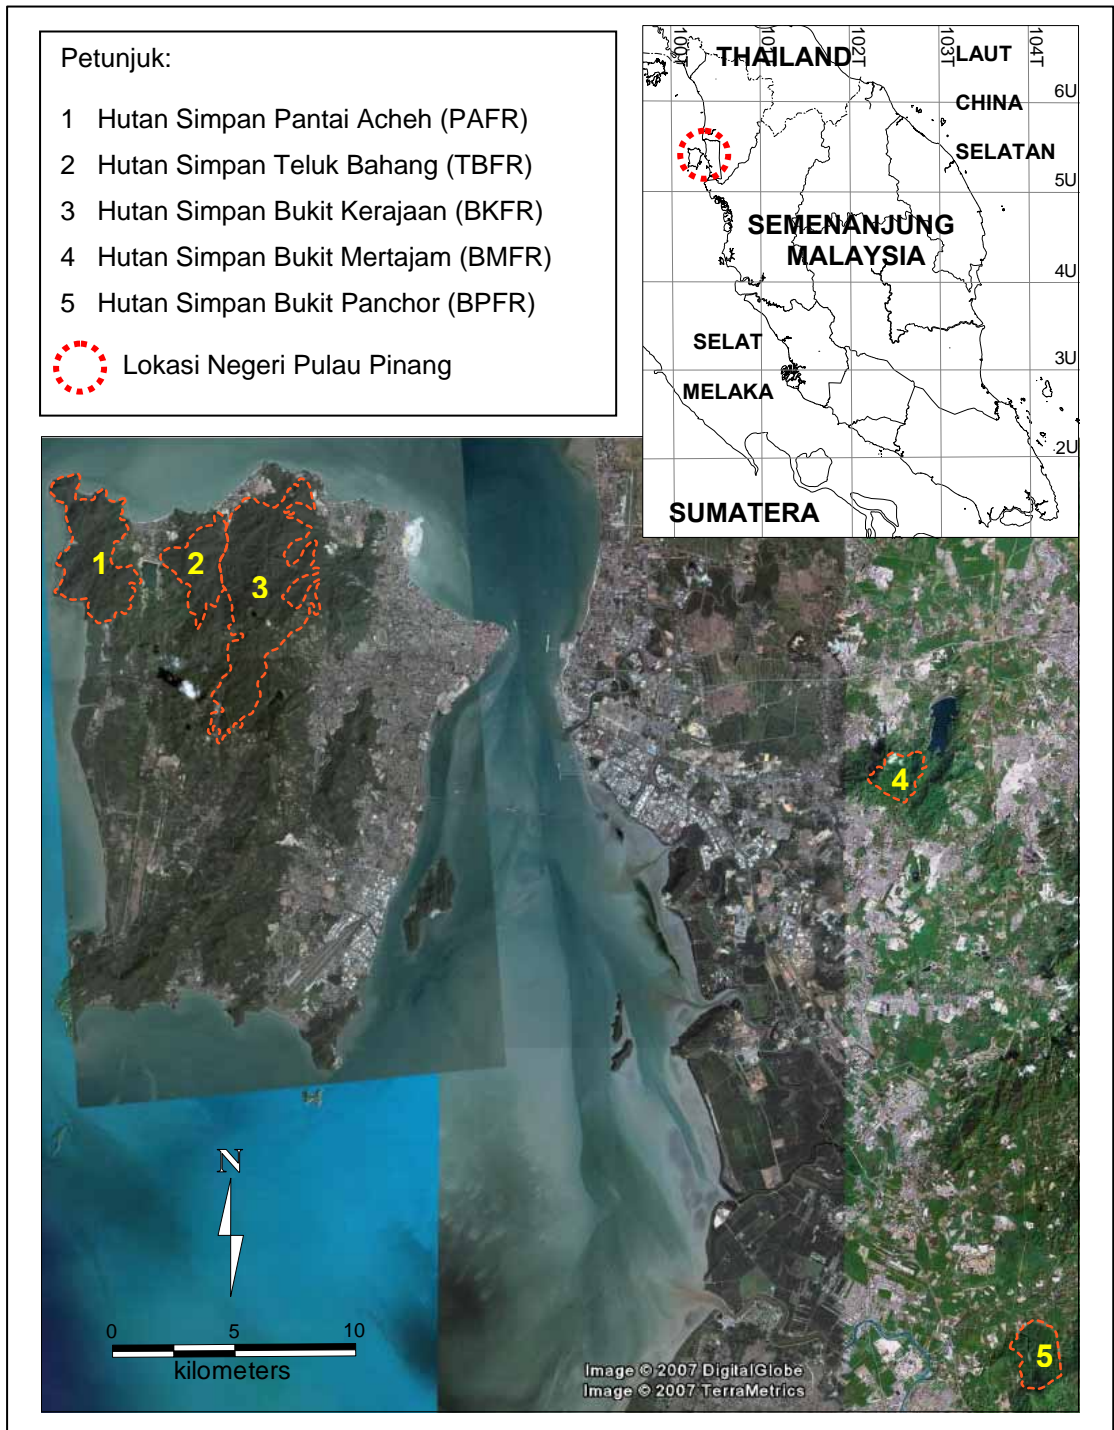 Petunjuk:
1 Hutan Simpan Pantai Acheh (PAFR)
2 Hutan Simpan Teluk Bahang (TBFR)
3 Hutan Simpan Bukit Kerajaan (BKFR)
4 Hutan Simpan Bukit Mertajam (BMFR)
5 Hutan Simpan Bukit Panchor (BPFR)
Lokasi Negeri Pulau Pinang
100T
101T
102T
103T
104T
THAILAND
LAUT
CHINA
SELATAN
6U
5U
4U
3U
2U
SEMENANJUNG
MALAYSIA
SELAT
MELAKA
SUMATERA
1
2
3
4
5
N
0 5 10
kilometers
Image © 2007 DigitalGlobe
Image © 2007 TerraMetrics